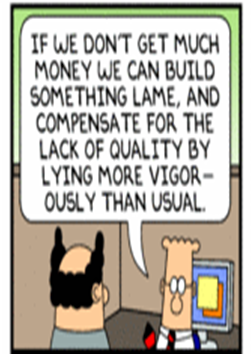 IF WE DON'T GET MUCH
MONEY WE CAN BUILD
SOMETHING LAME, AND
COMPENSATE FOR THE
LACK OF QUALITY BY
LYING MORE VIGOR-
OUSLY THAN USUAL.